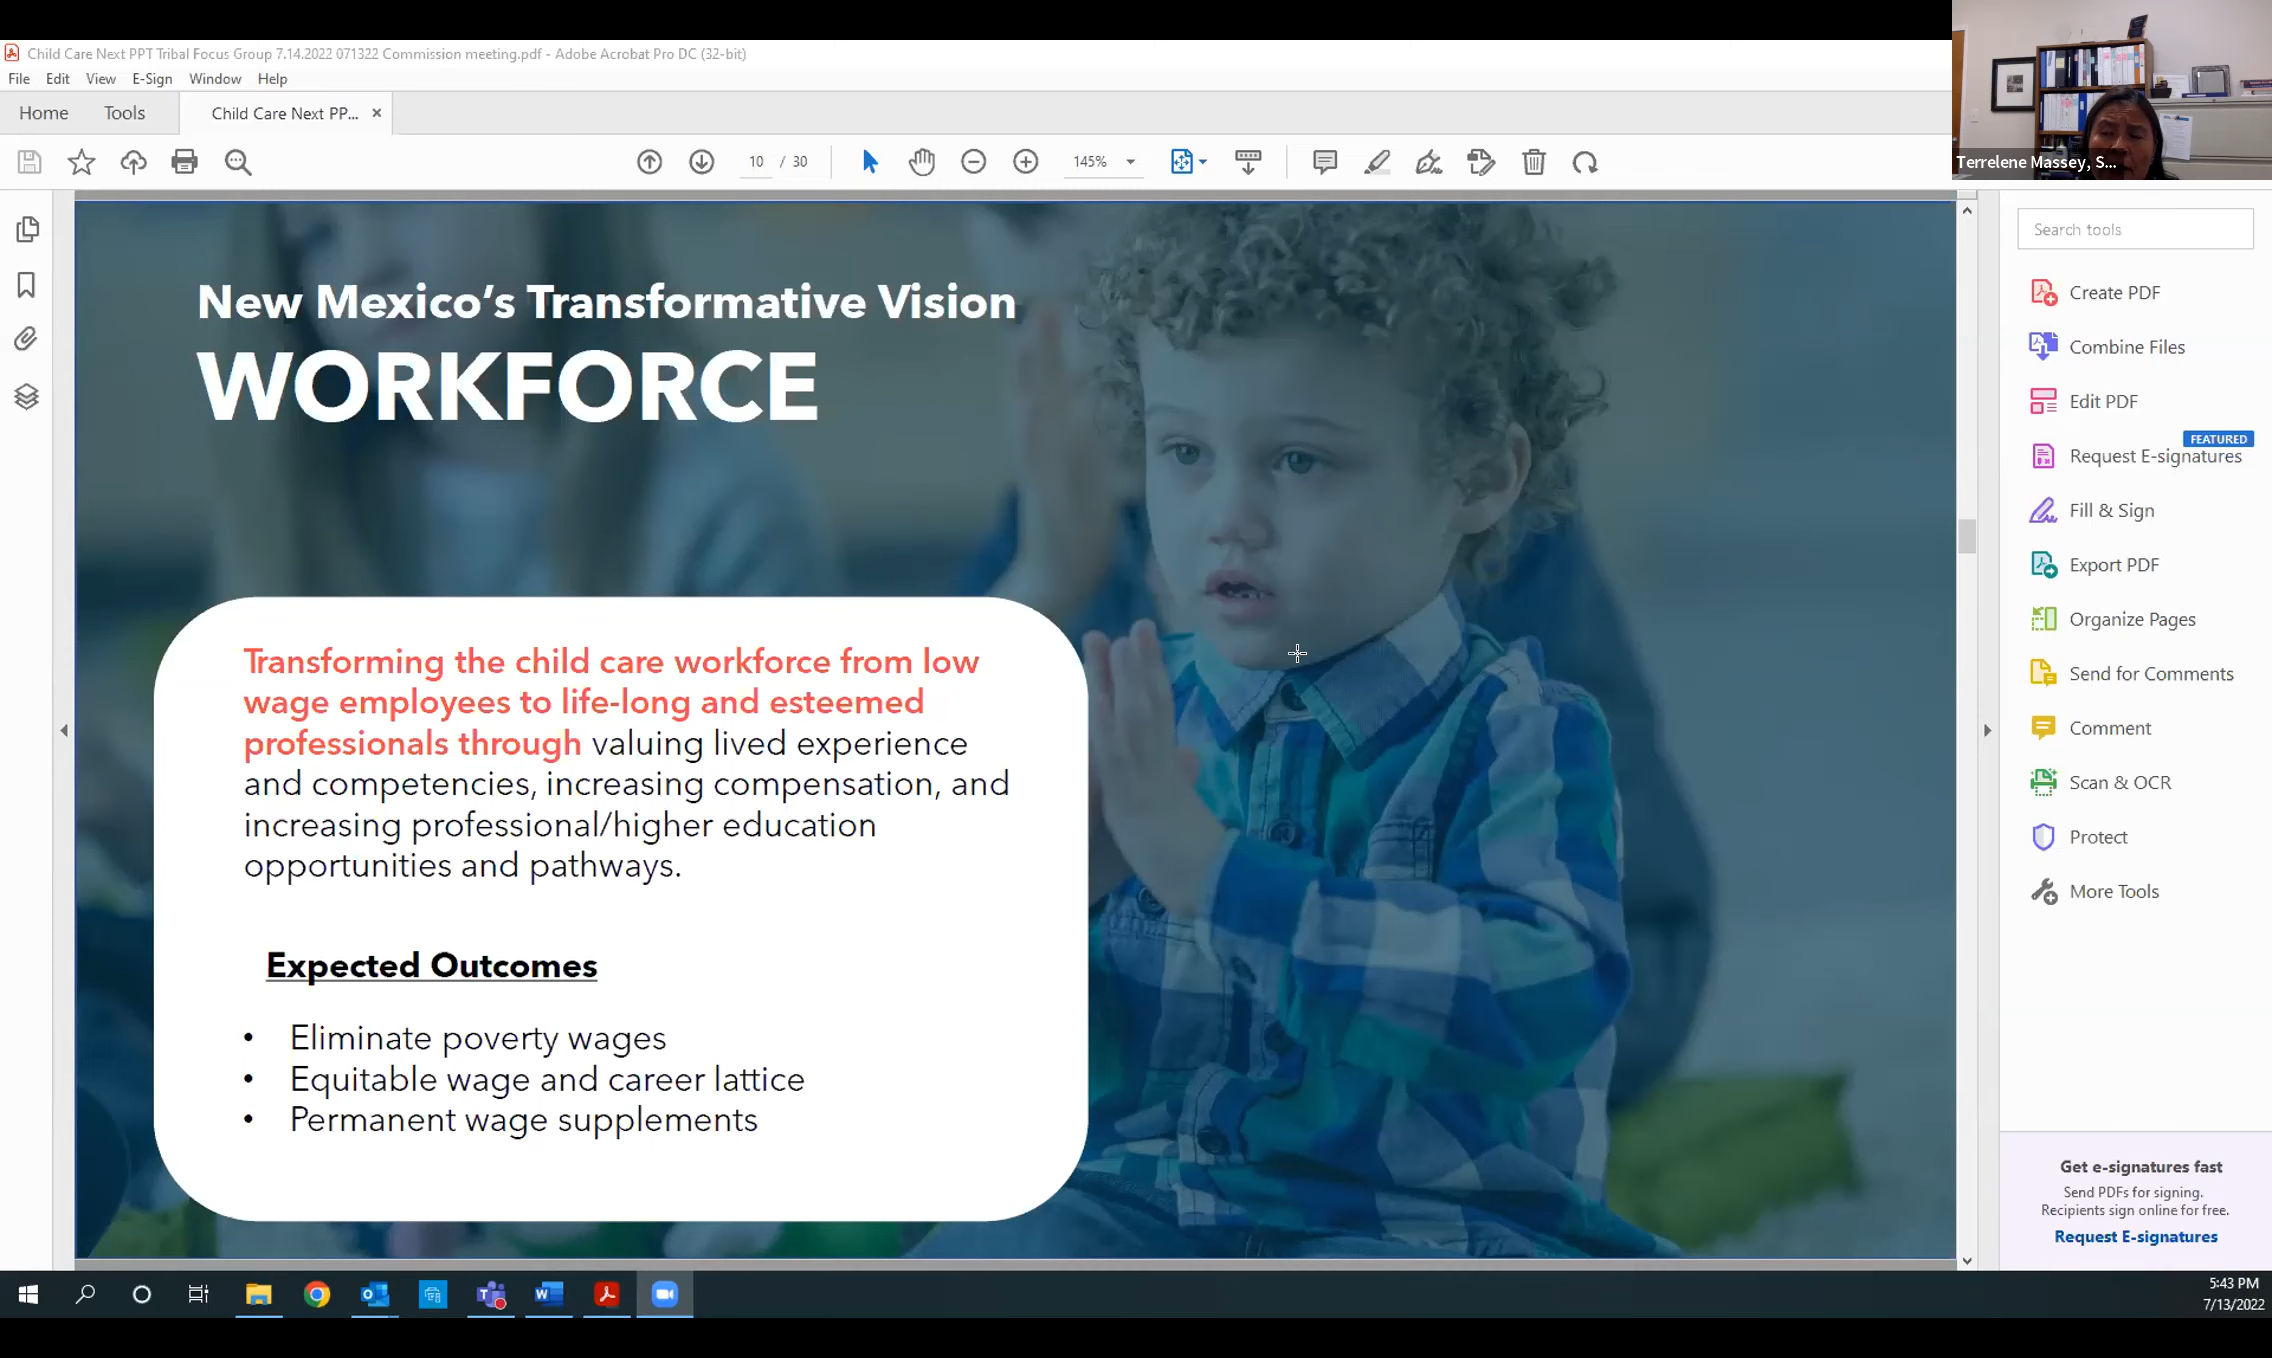 Child Care Next PPT Tribal Focus Group 7.14.2022 071322 Commission meeting.pdf - Adobe Acrobat Pro DC (32-bit)
File Edit View E-Sign Window Help
Home Tools Child Care Next PP... ×
10 / 30 145%
Terrelene Massey, S...
New Mexico's Transformative Vision
WORKFORCE
Transforming the child care workforce from low
wage employees to life-long and esteemed
professionals through valuing lived experience
and competencies, increasing compensation, and
increasing professional/higher education
opportunities and pathways.
Expected Outcomes
• Eliminate poverty wages
• Equitable wage and career lattice
• Permanent wage supplements
Search tools
Create PDF
Combine Files
Edit PDF
FEATURED
Request E-signatures
Fill & Sign
Export PDF
Organize Pages
Send for Comments
Comment
Scan & OCR
Protect
More Tools
Get e-signatures fast
Send PDFs for signing.
Recipients sign online for free.
Request E-signatures
5:43 PM
7/13/2022